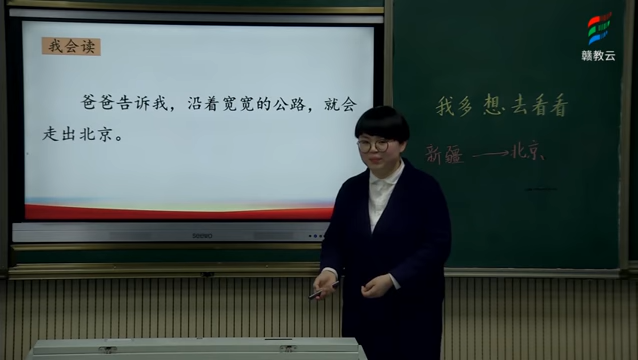 我会读
爸爸告诉我，沿着宽宽的公路，就会
走出北京。
赣教云
我多想去看看
新疆 → 北京